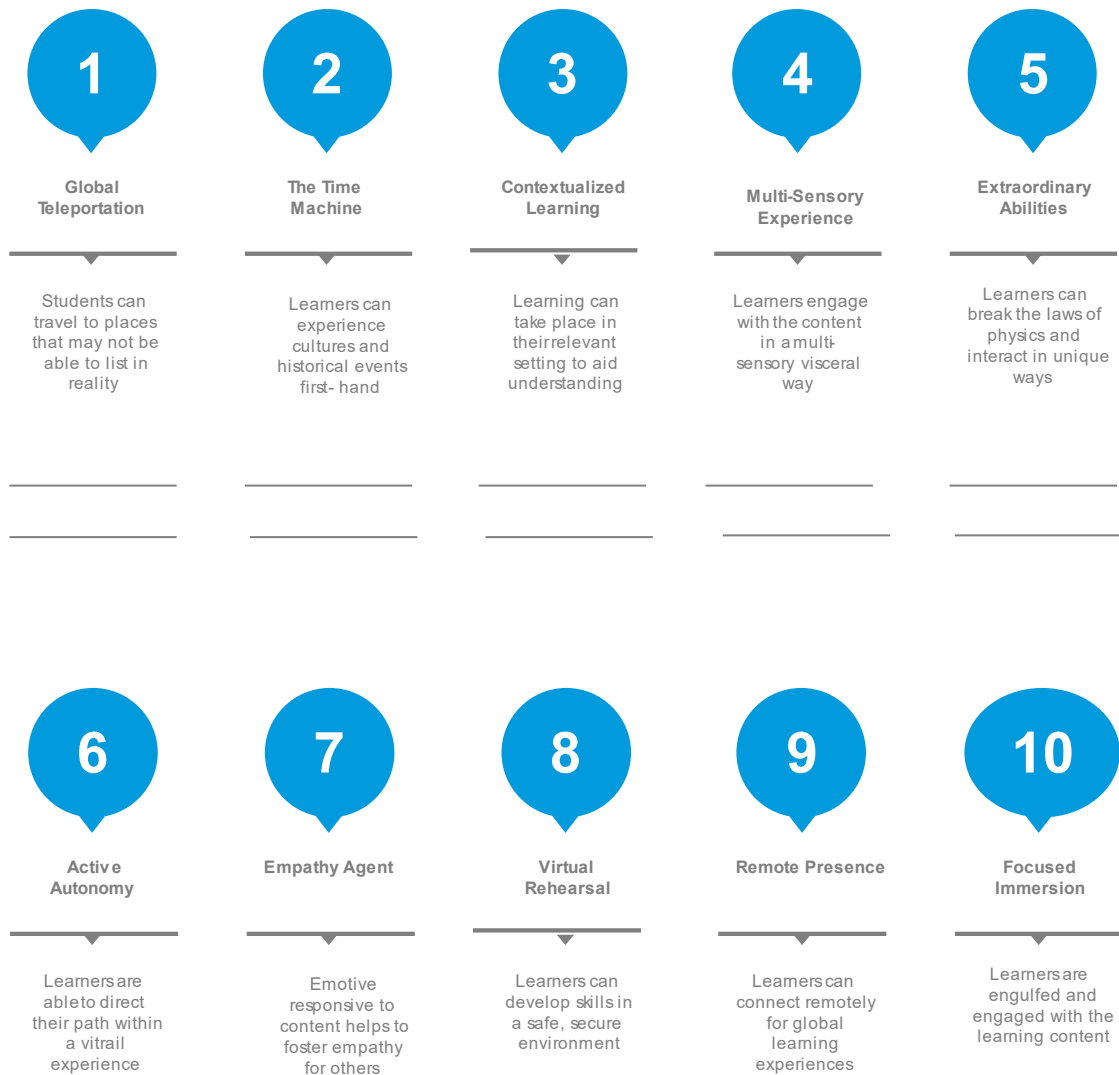 1
Global
Teleportation
Students can
travel to places
that may not be
able to list in
reality
2
The Time
Machine
Learners can
experience
cultures and
historical events
first- hand
3
Contextualized
Learning
Learning can
take place in
their relevant
setting to aid
understanding
4
Multi-Sensory
Experience
Learners engage
with the content
in a multi-
sensory visceral
way
5
Extraordinary
Abilities
Learners can
break the laws of
physics and
interact in unique
ways
6
Active
Autonomy
Learners are
able to direct
their path within
a vitrail
experience
7
Empathy Agent
Emotive
responsive to
content helps to
foster empathy
for others
8
Virtual
Rehearsal
Learners can
develop skills in
a safe, secure
environment
9
Remote Presence
Learners can
connect remotely
for global
learning
experiences
10
Focused
Immersion
Learners are
engulfed and
engaged with the
learning content